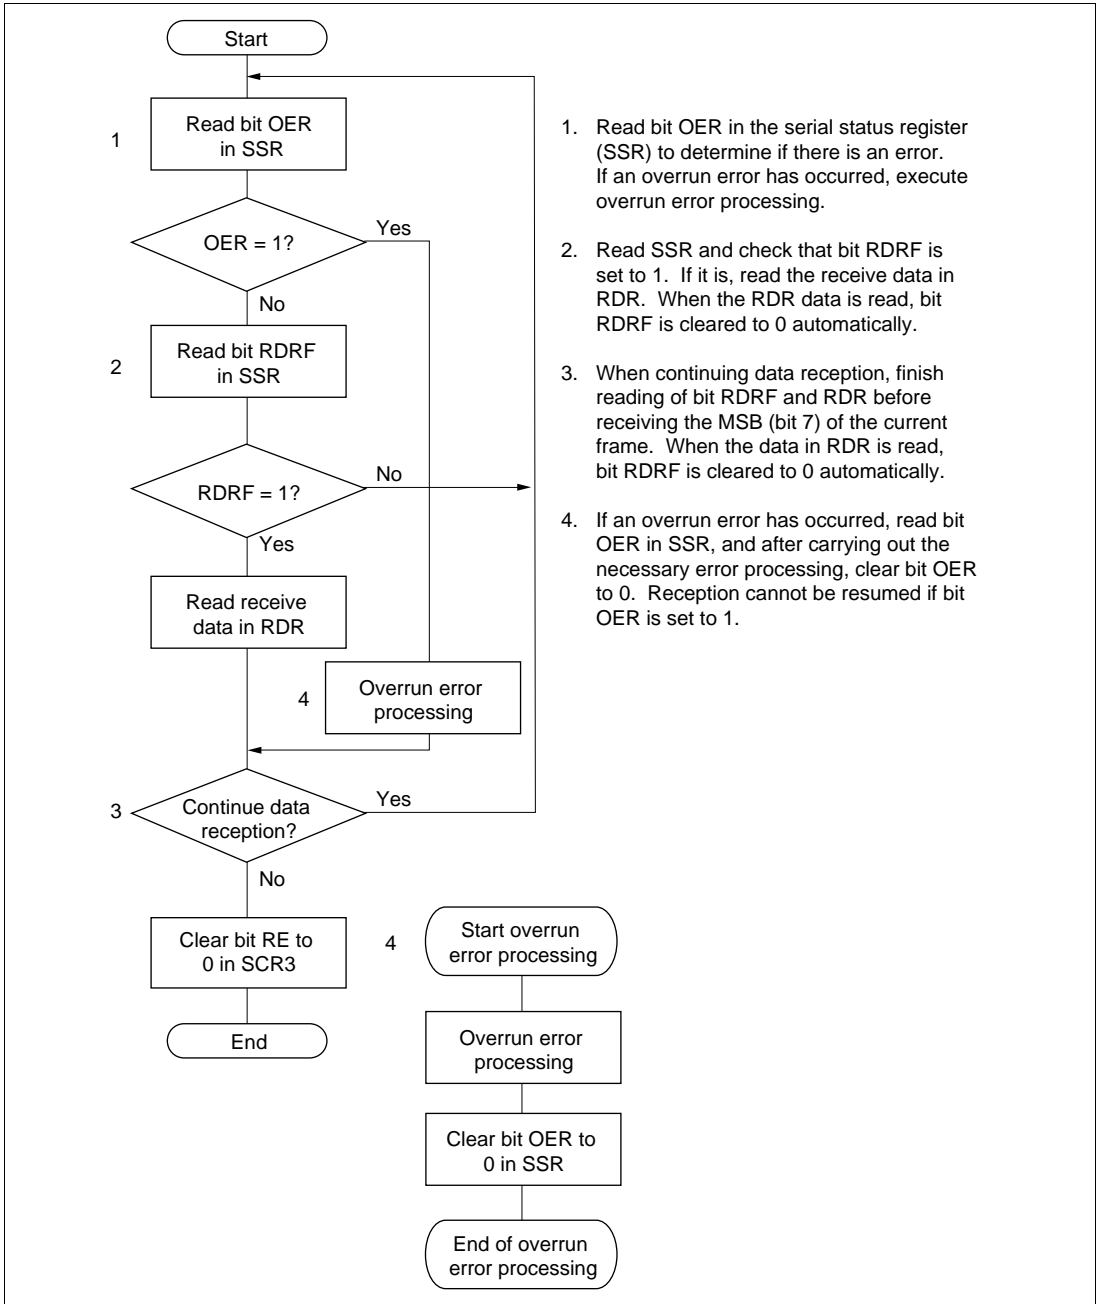 Start
1
Read bit OER
in SSR
OER = 1?
Yes
No
2
Read bit RDRF
in SSR
RDRF = 1?
No
Yes
Read receive
data in RDR
4
Overrun error
processing
3
Continue data
reception?
Yes
No
Clear bit RE to
0 in SCR3
End
4
Start overrun
error processing
Overrun error
processing
Clear bit OER to
0 in SSR
End of overrun
error processing
1. Read bit OER in the serial status register
(SSR) to determine if there is an error.
If an overrun error has occurred, execute
overrun error processing.
2. Read SSR and check that bit RDRF is
set to 1. If it is, read the receive data in
RDR. When the RDR data is read, bit
RDRF is cleared to 0 automatically.
3. When continuing data reception, finish
reading of bit RDRF and RDR before
receiving the MSB (bit 7) of the current
frame. When the data in RDR is read,
bit RDRF is cleared to 0 automatically.
4. If an overrun error has occurred, read bit
OER in SSR, and after carrying out the
necessary error processing, clear bit OER
to 0. Reception cannot be resumed if bit
OER is set to 1.